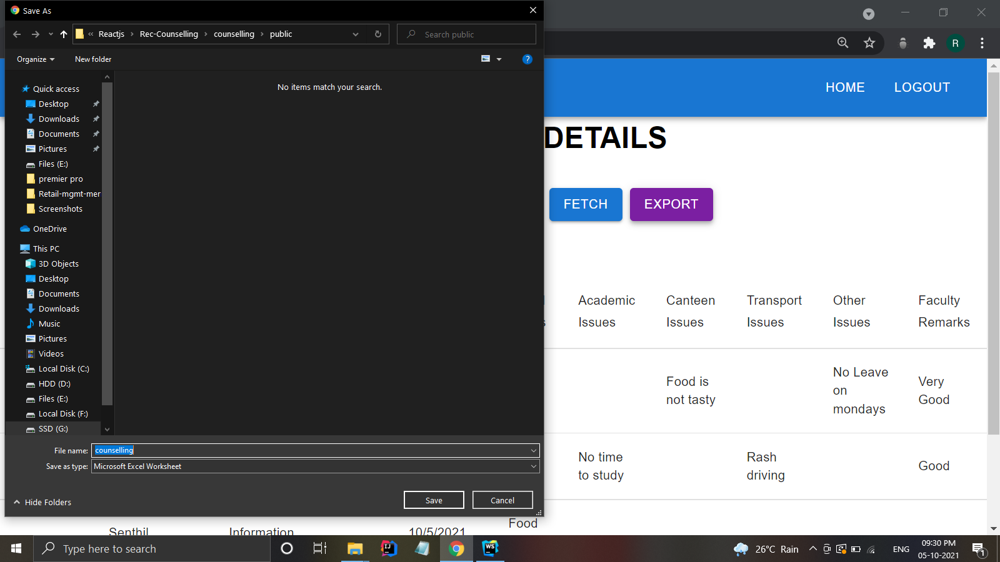 Save As
« Reactjs › Rec-Counselling › counselling › public
Search public
Organize
New folder
?
Quick access
Desktop
Downloads
Documents
Pictures
Files (E:)
premier pro
Retail-mgmt-mer
Screenshots
OneDrive
This PC
3D Objects
Desktop
Documents
Downloads
Music
Pictures
Videos
Local Disk (C:)
HDD (D:)
Files (E:)
Local Disk (F:)
SSD (G:)
No items match your search.
File name: counselling
Save as type: Microsoft Excel Worksheet
Hide Folders
Save
Cancel
R
HOME LOGOUT
DETAILS
FETCH EXPORT
Academic Issues
Canteen Issues
Transport Issues
Other Issues
Faculty Remarks
Food is not tasty
No Leave on mondays
Very Good
No time to study
Rash driving
Good
Senthil
Information
10/5/2021
Food
Type here to search
IJ
WS
26°C Rain
ENG
09:30 PM
05-10-2021
1